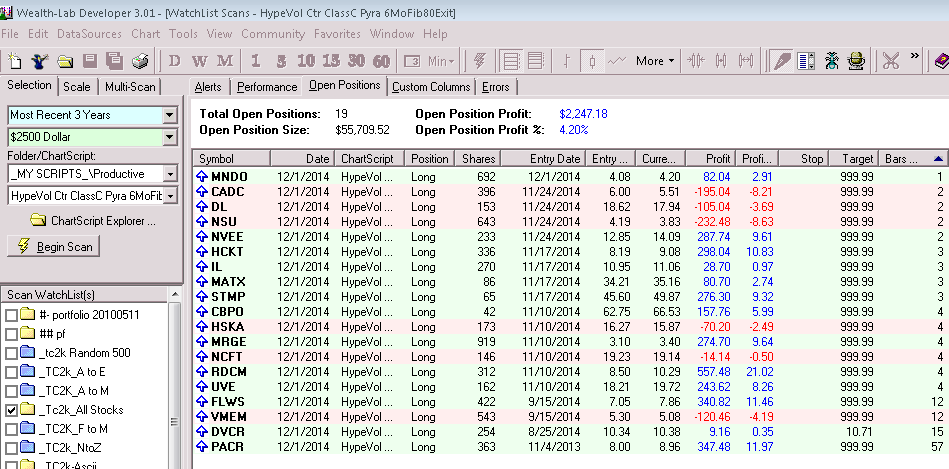 Wealth-Lab Developer 3.01 - [WatchList Scans - HypeVol Ctr ClassC Pyra 6MoFib80Exit]
File Edit DataSources Chart Tools View Community Favorites Window Help
D W M 1 5 10 15 30 60 Min More »
Selection Scale Multi-Scan
Most Recent 3 Years
$2500 Dollar
Folder/ChartScript:
_MY SCRIPTS_\Productive
HypeVol Ctr ClassC Pyra 6MoFib
ChartScript Explorer ...
Begin Scan
Scan WatchList(s)
#- portfolio 20100511
## pf
_tc2k Random 500
_TC2K_A to E
_TC2K_A to M
_Tc2k_All Stocks
_TC2K_F to M
_TC2k_NtoZ
_TC2k-Ascii
Alerts Performance Open Positions Custom Columns Errors
Total Open Positions: 19 Open Position Profit: $2,247.18
Open Position Size: $55,709.52 Open Position Profit %: 4.20%
Symbol Date ChartScript Position Shares Entry Date Entry ... Curre... Profit Profi... Stop Target Bars ...
MNDO 12/1/2014 HypeVol ... Long 692 12/1/2014 4.08 4.20 82.04 2.91 999.99 1
CADC 12/1/2014 HypeVol ... Long 396 11/24/2014 6.00 5.51 -195.04 -8.21 999.99 2
DL 12/1/2014 HypeVol ... Long 153 11/24/2014 18.62 17.94 -105.04 -3.69 999.99 2
NSU 12/1/2014 HypeVol ... Long 643 11/24/2014 4.19 3.83 -232.48 -8.63 999.99 2
NVEE 12/1/2014 HypeVol ... Long 233 11/24/2014 12.85 14.09 287.74 9.61 999.99 2
HCKT 12/1/2014 HypeVol ... Long 336 11/17/2014 8.19 9.08 298.04 10.83 999.99 3
IL 12/1/2014 HypeVol ... Long 270 11/17/2014 10.95 11.06 28.70 0.97 999.99 3
MATX 12/1/2014 HypeVol ... Long 86 11/17/2014 34.21 35.16 80.70 2.74 999.99 3
STMP 12/1/2014 HypeVol ... Long 65 11/17/2014 45.60 49.87 276.30 9.32 999.99 3
CBPO 12/1/2014 HypeVol ... Long 42 11/10/2014 62.75 66.53 157.76 5.99 999.99 4
HSKA 12/1/2014 HypeVol ... Long 173 11/10/2014 16.27 15.87 -70.20 -2.49 999.99 4
MRGE 12/1/2014 HypeVol ... Long 919 11/10/2014 3.10 3.40 274.70 9.64 999.99 4
NCFT 12/1/2014 HypeVol ... Long 146 11/10/2014 19.23 19.14 -14.14 -0.50 999.99 4
RDCM 12/1/2014 HypeVol ... Long 312 11/10/2014 8.50 10.29 557.48 21.02 999.99 4
UVE 12/1/2014 HypeVol ... Long 162 11/10/2014 18.21 19.72 243.62 8.26 999.99 4
FLWS 12/1/2014 HypeVol ... Long 422 9/15/2014 7.05 7.86 340.82 11.46 999.99 12
VMEM 12/1/2014 HypeVol ... Long 543 9/15/2014 5.30 5.08 -120.46 -4.19 999.99 12
DVCR 12/1/2014 HypeVol ... Long 254 8/25/2014 10.34 10.38 9.16 0.35 10.71 15
PACR 12/1/2014 HypeVol ... Long 363 11/4/2013 8.00 8.96 347.48 11.97 999.99 57